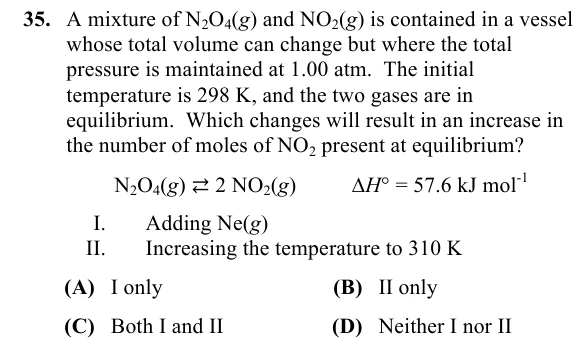 35. A mixture of N₂O₄(g) and NO₂(g) is contained in a vessel
whose total volume can change but where the total
pressure is maintained at 1.00 atm. The initial
temperature is 298 K, and the two gases are in
equilibrium. Which changes will result in an increase in
the number of moles of NO₂ present at equilibrium?
N₂O₄(g) ⇄ 2 NO₂(g) ΔH° = 57.6 kJ mol⁻¹
I. Adding Ne(g)
II. Increasing the temperature to 310 K
(A) I only (B) II only
(C) Both I and II (D) Neither I nor II